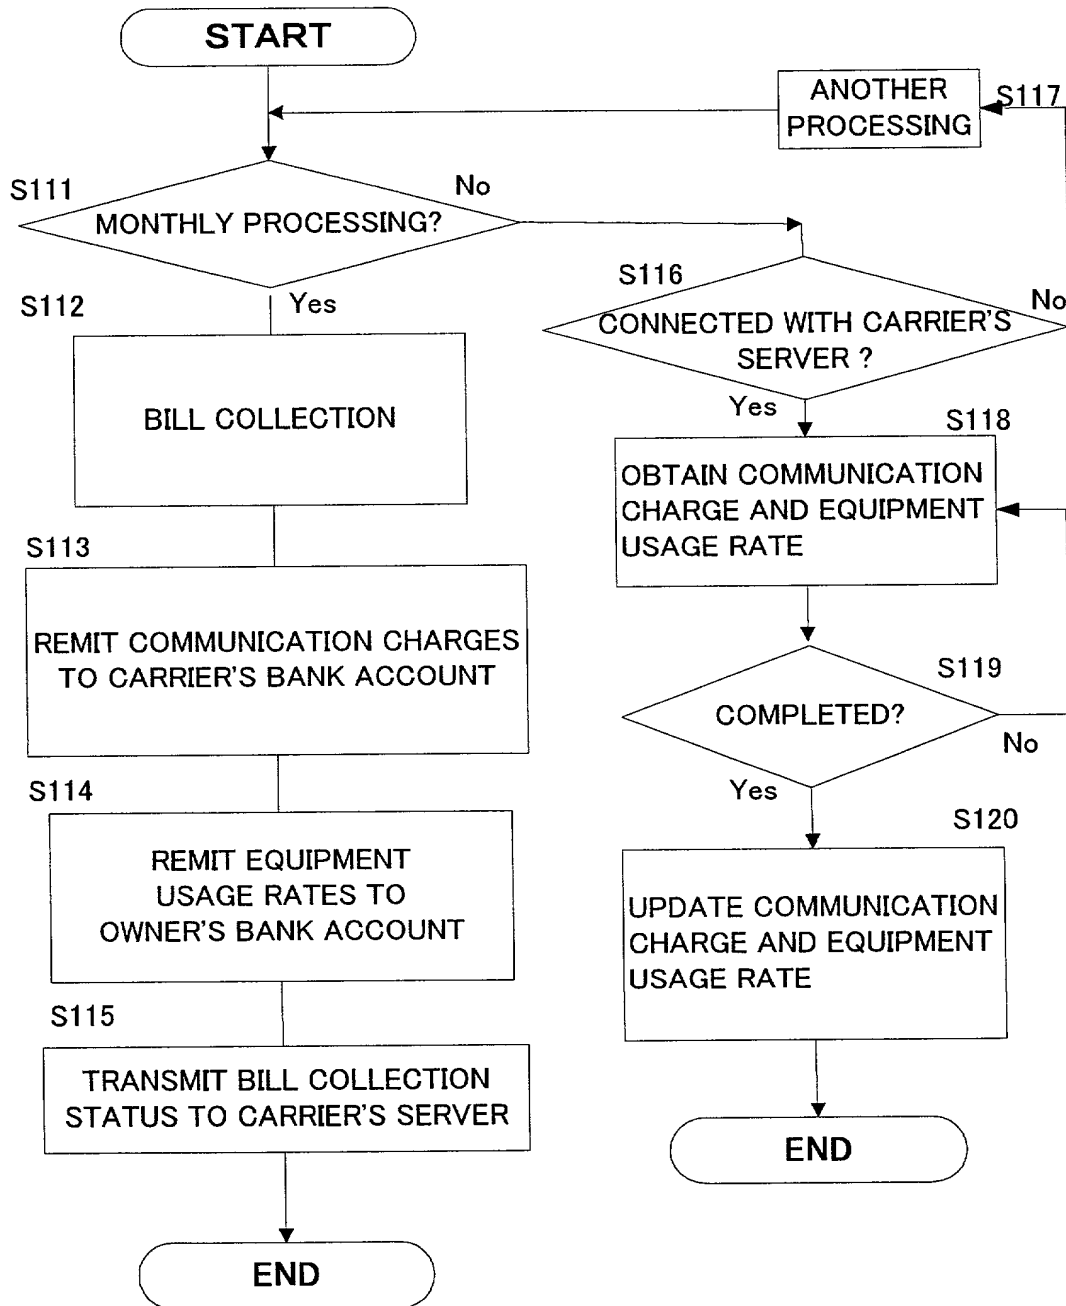 START
ANOTHER
PROCESSING
S117
S111
MONTHLY PROCESSING?
No
S112
Yes
BILL COLLECTION
S113
REMIT COMMUNICATION CHARGES
TO CARRIER'S BANK ACCOUNT
S114
REMIT EQUIPMENT
USAGE RATES TO
OWNER'S BANK ACCOUNT
S115
TRANSMIT BILL COLLECTION
STATUS TO CARRIER'S SERVER
END
S116
CONNECTED WITH CARRIER'S
SERVER ?
No
Yes
S118
OBTAIN COMMUNICATION
CHARGE AND EQUIPMENT
USAGE RATE
S119
COMPLETED?
No
Yes
S120
UPDATE COMMUNICATION
CHARGE AND EQUIPMENT
USAGE RATE
END